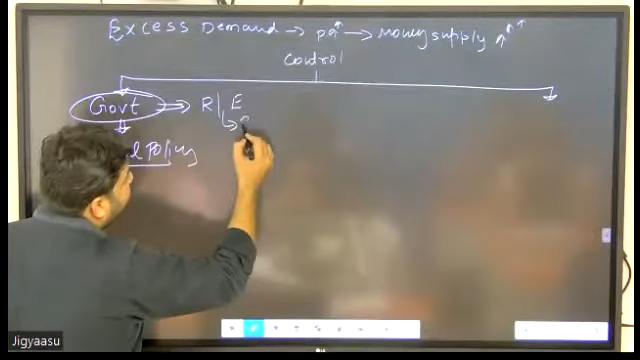 Excess Demand → pa↑ → Money supply ↑↑↑
Control
Govt ⇒ R | E
Policy
Jigyaasu